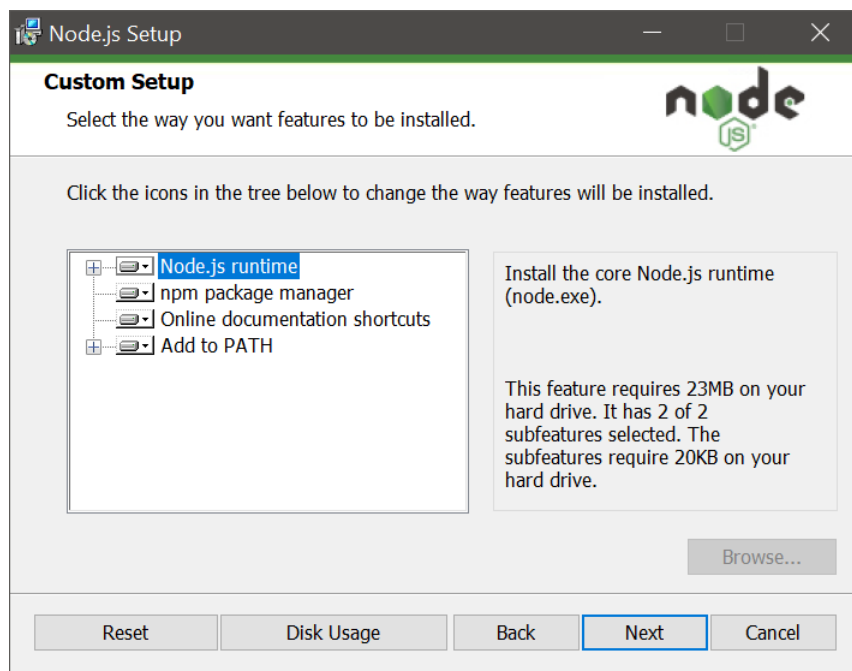 Node.js Setup
Custom Setup
Select the way you want features to be installed.
node
JS
Click the icons in the tree below to change the way features will be installed.
Node.js runtime
npm package manager
Online documentation shortcuts
Add to PATH
Install the core Node.js runtime
(node.exe).
This feature requires 23MB on your
hard drive. It has 2 of 2
subfeatures selected. The
subfeatures require 20KB on your
hard drive.
Browse...
Reset
Disk Usage
Back
Next
Cancel